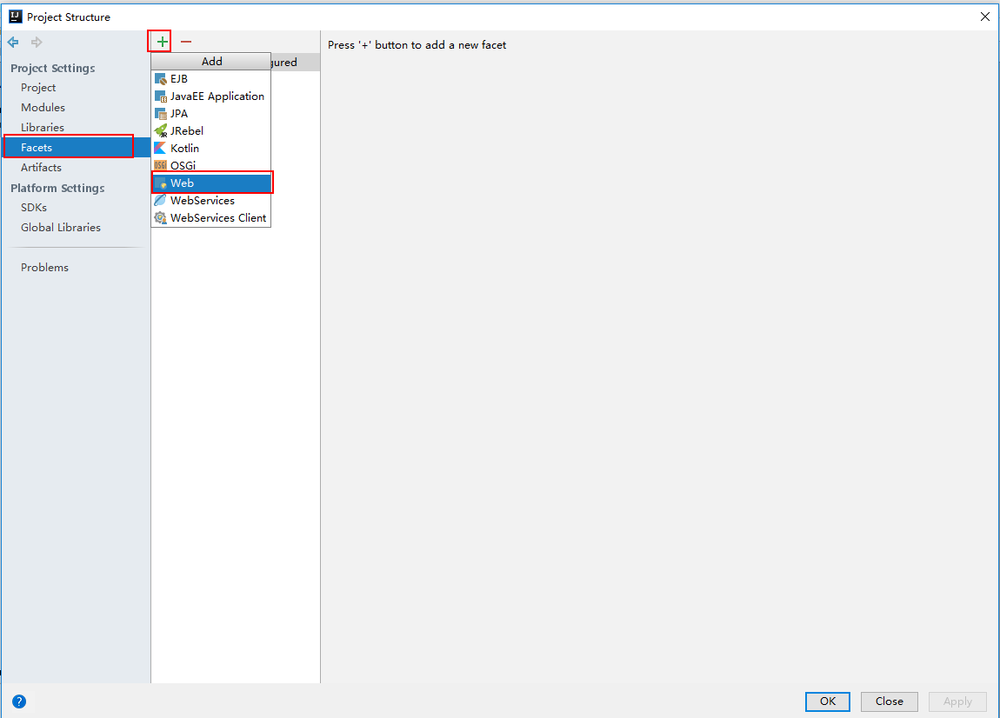 Project Structure
Press '+' button to add a new facet
Project Settings
Project
Modules
Libraries
Facets
Artifacts
Platform Settings
SDKs
Global Libraries
Problems
Add
gured
EJB
JavaEE Application
JPA
JRebel
Kotlin
OSGi
Web
WebServices
WebServices Client
OK
Close
Apply